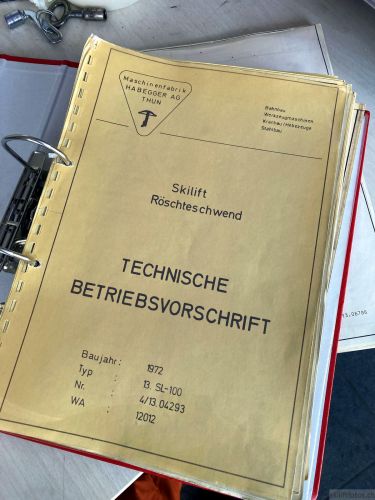 Maschinenfabrik
HABEGGER AG
THUN
Bahnbau
Werkzeugmaschinen
Kranbau/Hebezeuge
Stahlbau
Skilift
Röschteschwend
TECHNISCHE
BETRIEBSVORSCHRIFT
Baujahr: 1972
Typ : 13. SL-100
Nr. : 4/13.04293
WA : 12012